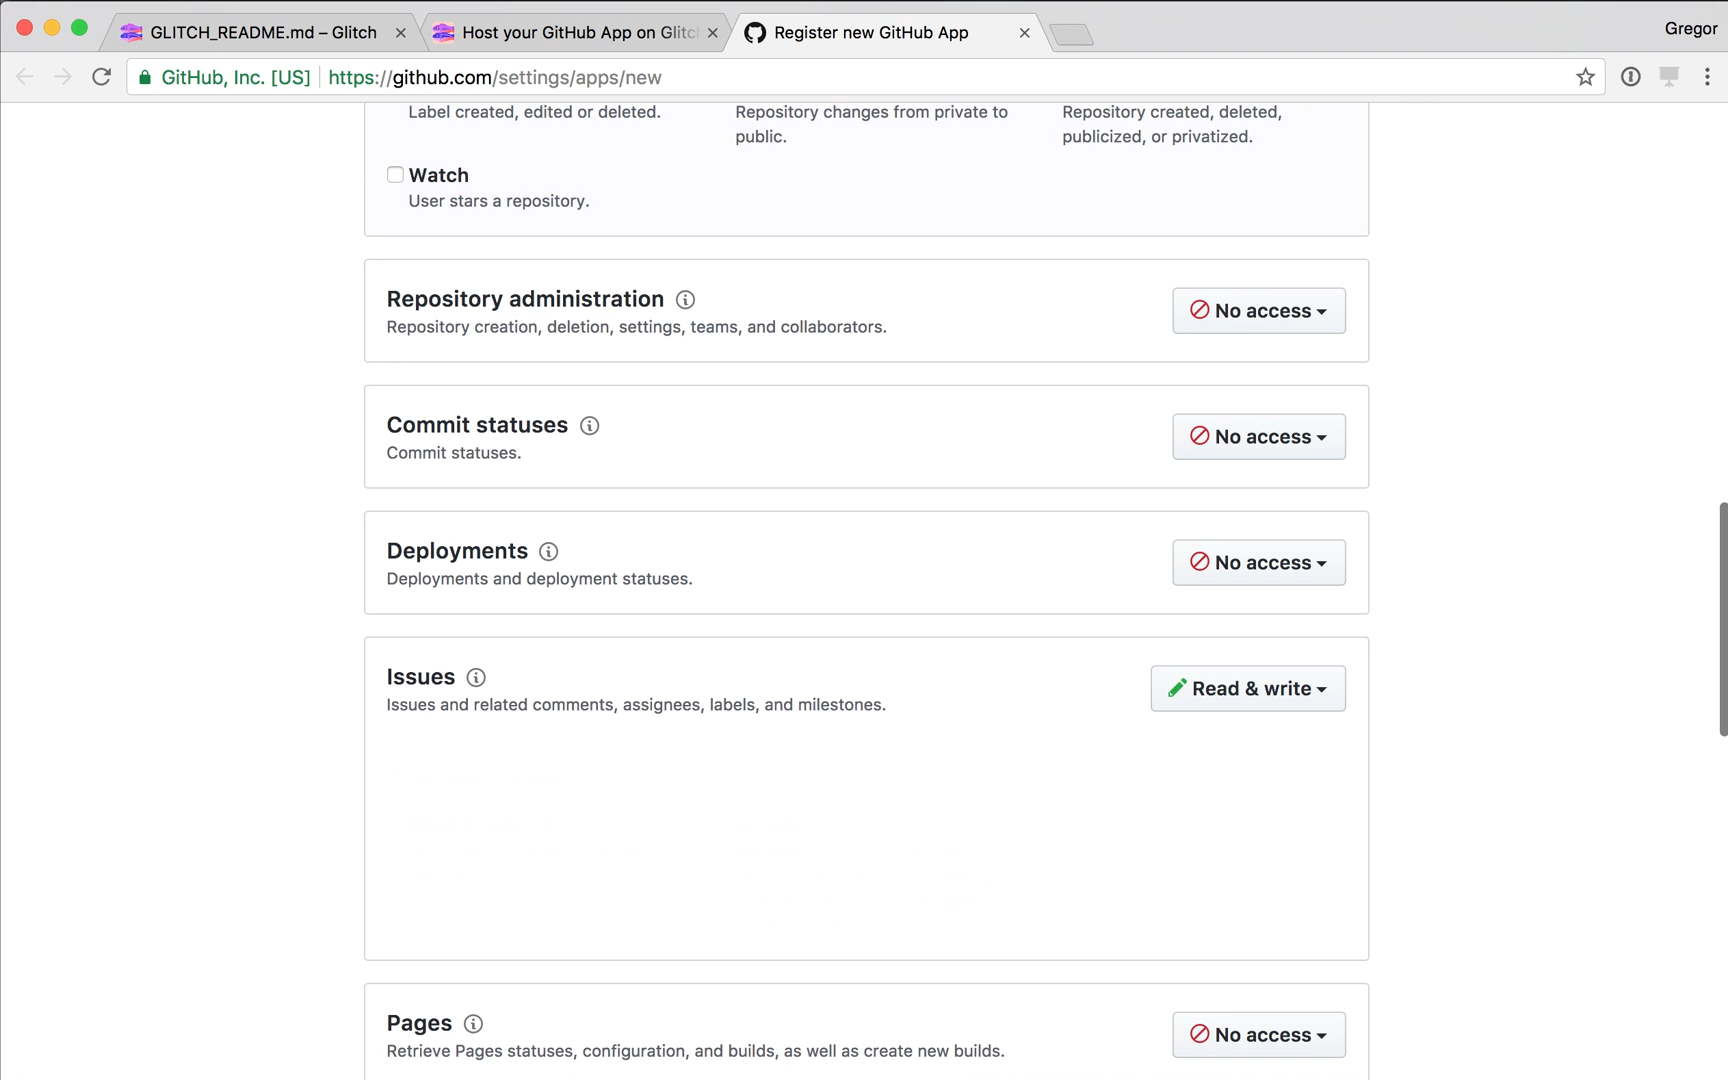 GLITCH_README.md – Glitch
Host your GitHub App on Glitc
Register new GitHub App
Gregor
GitHub, Inc. [US]
https://github.com/settings/apps/new
Label created, edited or deleted.
Repository changes from private to
public.
Repository created, deleted,
publicized, or privatized.
Watch
User stars a repository.
Repository administration
Repository creation, deletion, settings, teams, and collaborators.
No access
Commit statuses
Commit statuses.
No access
Deployments
Deployments and deployment statuses.
No access
Issues
Issues and related comments, assignees, labels, and milestones.
Read & write
Pages
Retrieve Pages statuses, configuration, and builds, as well as create new builds.
No access